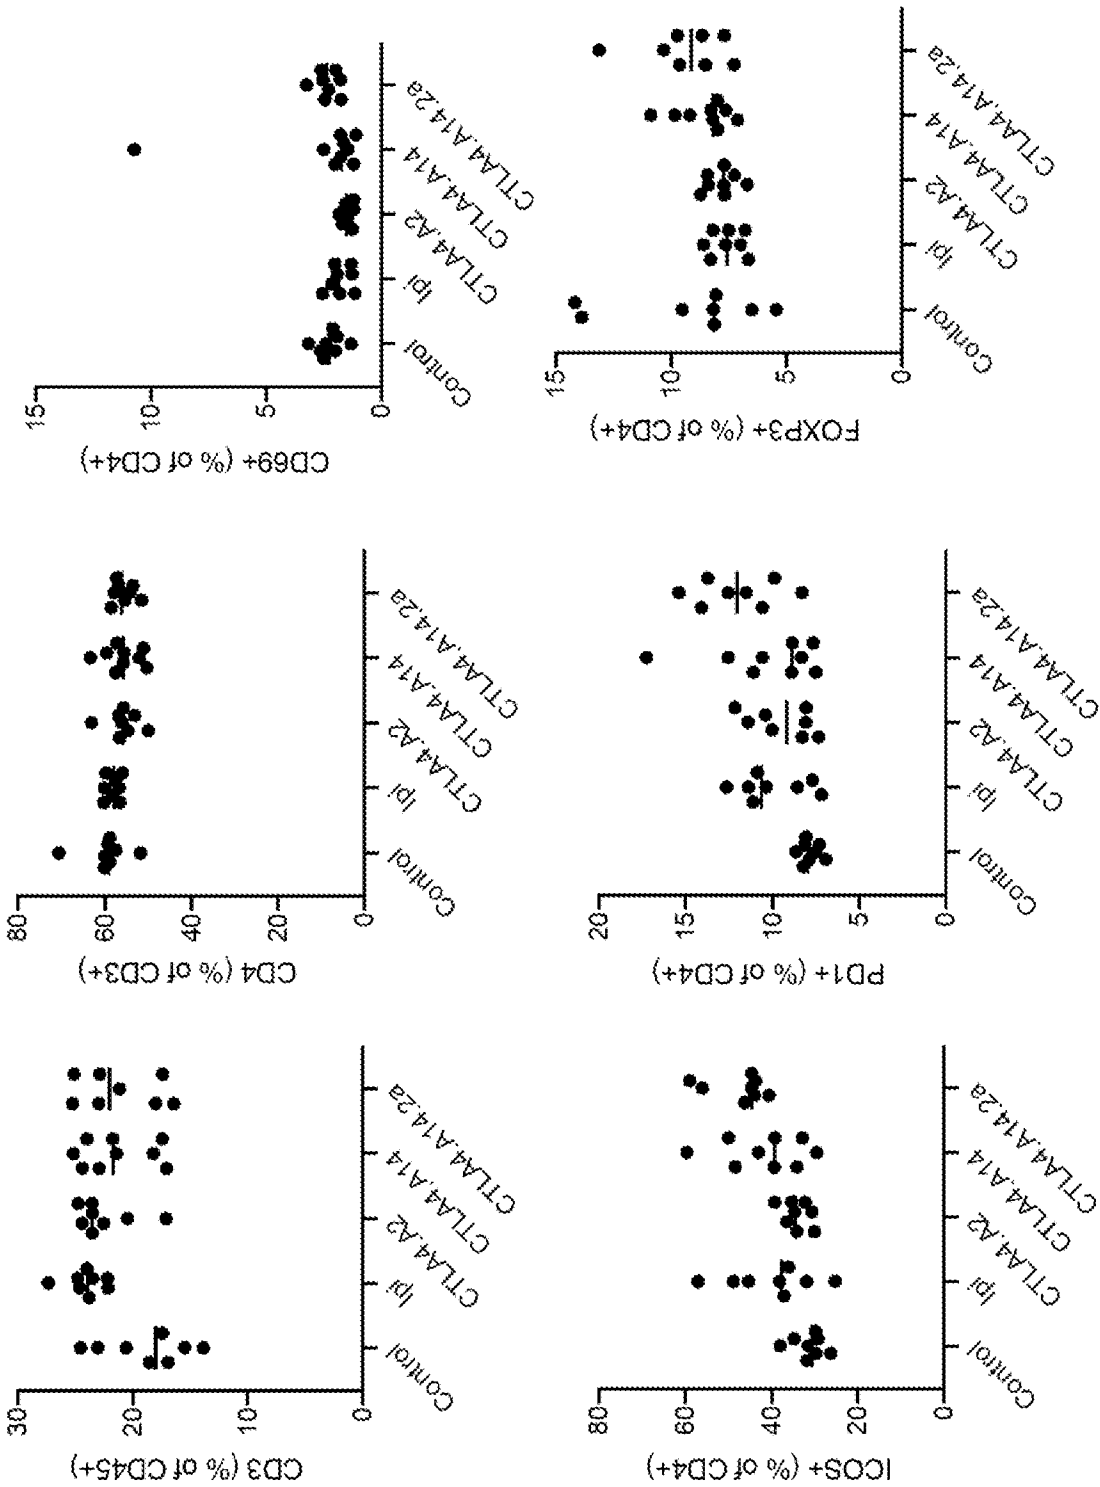 CD3 (% of CD45+)
30
20
10
0
Control
Ipi
CTLA4.A2
CTLA4.A14
CTLA4.A14.2a
CD4 (% of CD3+)
80
60
40
20
0
Control
Ipi
CTLA4.A2
CTLA4.A14
CTLA4.A14.2a
CD69+ (% of CD4+)
15
10
5
0
Control
Ipi
CTLA4.A2
CTLA4.A14
CTLA4.A14.2a
ICOS+ (% of CD4+)
80
60
40
20
0
Control
Ipi
CTLA4.A2
CTLA4.A14
CTLA4.A14.2a
PD1+ (% of CD4+)
20
15
10
5
0
Control
Ipi
CTLA4.A2
CTLA4.A14
CTLA4.A14.2a
FOXP3+ (% of CD4+)
15
10
5
0
Control
Ipi
CTLA4.A2
CTLA4.A14
CTLA4.A14.2a